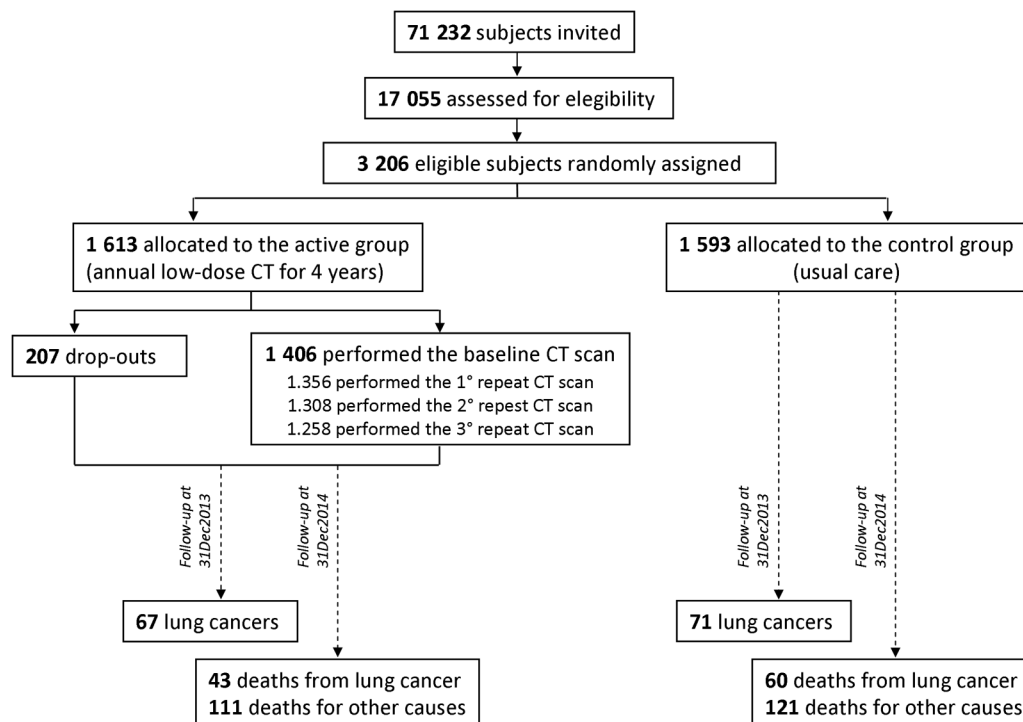 71 232 subjects invited
17 055 assessed for elegibility
3 206 eligible subjects randomly assigned
1 613 allocated to the active group
(annual low-dose CT for 4 years)
1 593 allocated to the control group
(usual care)
207 drop-outs
1 406 performed the baseline CT scan
1.356 performed the 1° repeat CT scan
1.308 performed the 2° repest CT scan
1.258 performed the 3° repeat CT scan
Follow-up at
31Dec2013
Follow-up at
31Dec2014
Follow-up at
31Dec2013
Follow-up at
31Dec2014
67 lung cancers
71 lung cancers
43 deaths from lung cancer
111 deaths for other causes
60 deaths from lung cancer
121 deaths for other causes